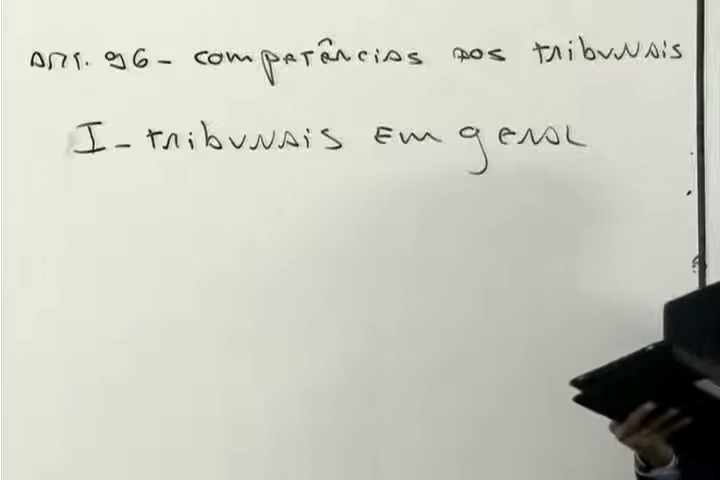 Art. 96 - competências dos tribunais
I - tribunais em geral